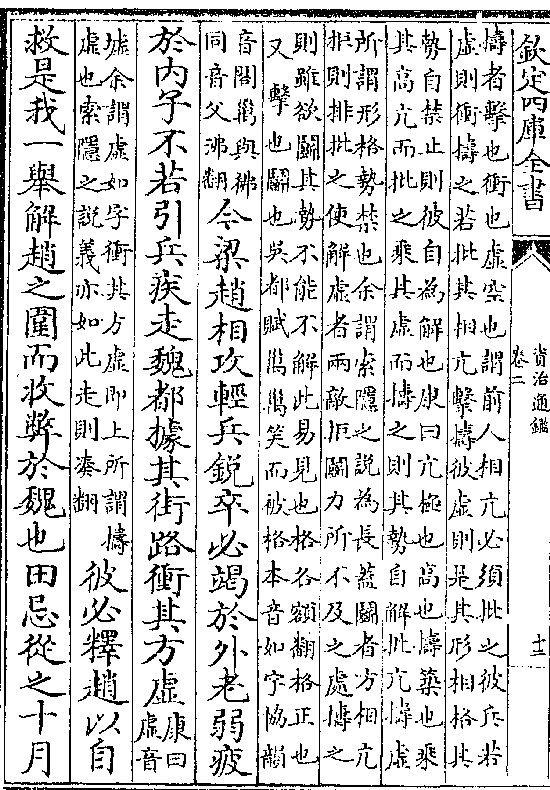 欽定四庫全書
資治通鑑
卷二
十三
擣者擊也衝也虛空也謂前人相亢必須批之彼兵若
虛則衝擣之若批其相亢擊擣彼虛則是其形相格其
勢自禁止則彼自為解也康曰亢極也高也擣築也乘
其高亢而批之乘其虛而擣之則其勢自解批亢擣虛
所謂形格勢禁也余謂索隱之說為長蓋鬭者方相亢
拒則排批之使解虛者兩敵拒鬭力所不及之處擣之
則雖欲鬭其勢不能不解此易見也格各額翻格正也
又擊也鬭也吳都賦笑而被格本音如字協韻
音閣與狒
同音父沸翻
今梁趙相攻輕兵銳卒必竭於外老弱疲
於內子不若引兵疾走魏都據其街路衝其方虛
康曰
虛音
墟余謂虛如字衝其方虛即上所謂擣
虛也索隱之說義亦如此走則湊翻
彼必釋趙以自
救是我一舉解趙之圍而收弊於魏也田忌從之十月